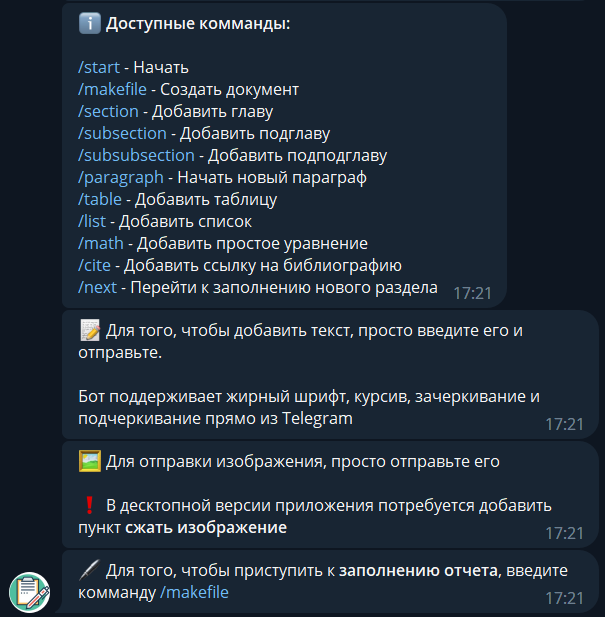 Доступные комманды:
/start - Начать
/makefile - Создать документ
/section - Добавить главу
/subsection - Добавить подглаву
/subsubsection - Добавить подподглаву
/paragraph - Начать новый параграф
/table - Добавить таблицу
/list - Добавить список
/math - Добавить простое уравнение
/cite - Добавить ссылку на библиографию
/next - Перейти к заполнению нового раздела 17:21
Для того, чтобы добавить текст, просто введите его и
отправьте.
Бот поддерживает жирный шрифт, курсив, зачеркивание и
подчеркивание прямо из Telegram 17:21
Для отправки изображения, просто отправьте его
В десктопной версии приложения потребуется добавить
пункт сжать изображение 17:21
Для того, чтобы приступить к заполнению отчета, введите
комманду /makefile 17:21